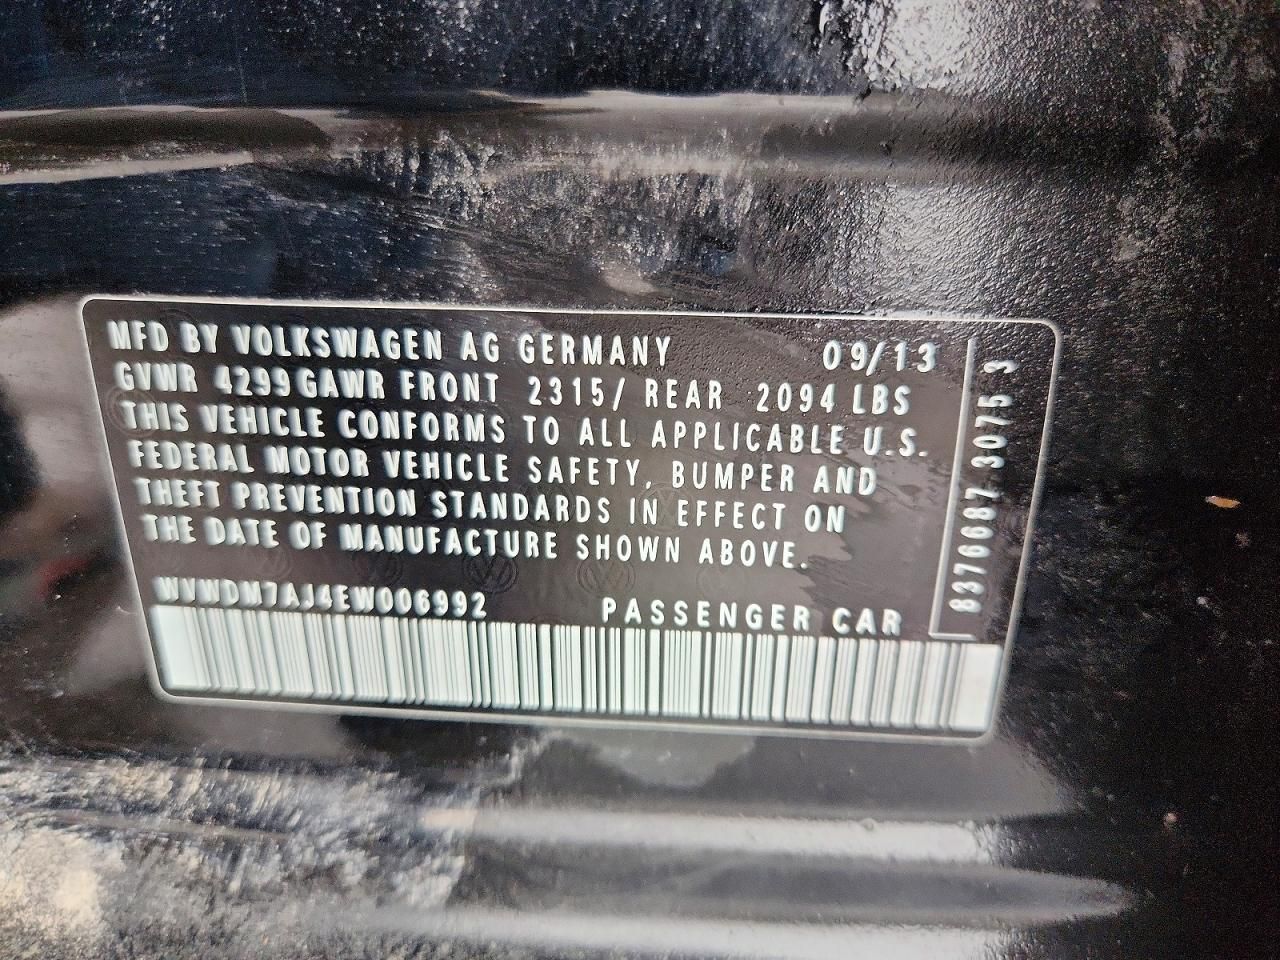 MFD BY VOLKSWAGEN AG GERMANY 09/13
GVWR 4299 GAWR FRONT 2315/ REAR 2094 LBS
THIS VEHICLE CONFORMS TO ALL APPLICABLE U.S.
FEDERAL MOTOR VEHICLE SAFETY, BUMPER AND
THEFT PREVENTION STANDARDS IN EFFECT ON
THE DATE OF MANUFACTURE SHOWN ABOVE.
WVWDM7AJ4EW006992 PASSENGER CAR
8376687.3075 3